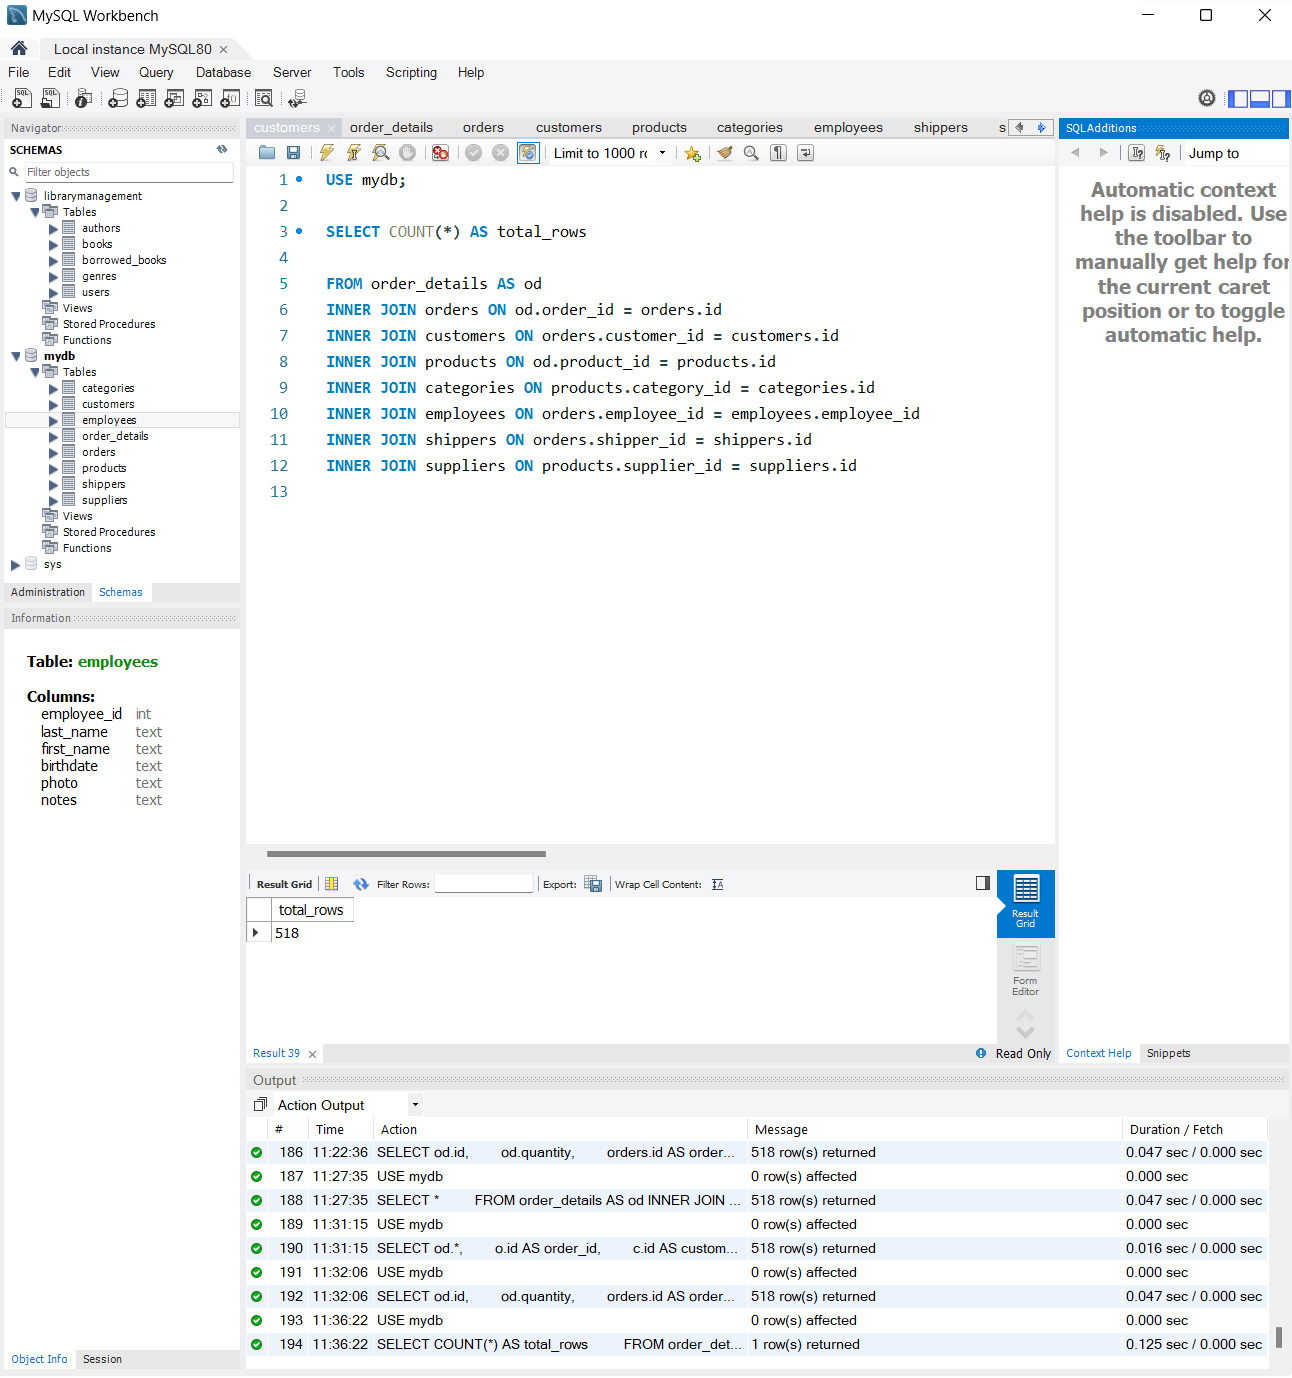 MySQL Workbench
Local instance MySQL80
File Edit View Query Database Server Tools Scripting Help
Navigator
SCHEMAS
Filter objects
librarymanagement
Tables
authors
books
borrowed_books
genres
users
Views
Stored Procedures
Functions
mydb
Tables
categories
customers
employees
order_details
orders
products
shippers
suppliers
Views
Stored Procedures
Functions
sys
Administration Schemas
Information
Table: employees
Columns:
employee_id int
last_name text
first_name text
birthdate text
photo text
notes text
Object Info Session
customers order_details orders customers products categories employees shippers s
Limit to 1000 ro
1 USE mydb;
2
3 SELECT COUNT(*) AS total_rows
4
5 FROM order_details AS od
6 INNER JOIN orders ON od.order_id = orders.id
7 INNER JOIN customers ON orders.customer_id = customers.id
8 INNER JOIN products ON od.product_id = products.id
9 INNER JOIN categories ON products.category_id = categories.id
10 INNER JOIN employees ON orders.employee_id = employees.employee_id
11 INNER JOIN shippers ON orders.shipper_id = shippers.id
12 INNER JOIN suppliers ON products.supplier_id = suppliers.id
13
SQLAdditions
Jump to
Automatic context
help is disabled. Use
the toolbar to
manually get help for
the current caret
position or to toggle
automatic help.
Result Grid Filter Rows: Export: Wrap Cell Content:
total_rows
518
Result
Grid
Form
Editor
Result 39 Read Only
Context Help Snippets
Output
Action Output
# Time Action Message Duration / Fetch
186 11:22:36 SELECT od.id, od.quantity, orders.id AS order... 518 row(s) returned 0.047 sec / 0.000 sec
187 11:27:35 USE mydb 0 row(s) affected 0.000 sec
188 11:27:35 SELECT * FROM order_details AS od INNER JOIN ... 518 row(s) returned 0.047 sec / 0.000 sec
189 11:31:15 USE mydb 0 row(s) affected 0.000 sec
190 11:31:15 SELECT od.*, o.id AS order_id, c.id AS custom... 518 row(s) returned 0.016 sec / 0.000 sec
191 11:32:06 USE mydb 0 row(s) affected 0.000 sec
192 11:32:06 SELECT od.id, od.quantity, orders.id AS order... 518 row(s) returned 0.047 sec / 0.000 sec
193 11:36:22 USE mydb 0 row(s) affected 0.000 sec
194 11:36:22 SELECT COUNT(*) AS total_rows FROM order_det... 1 row(s) returned 0.125 sec / 0.000 sec